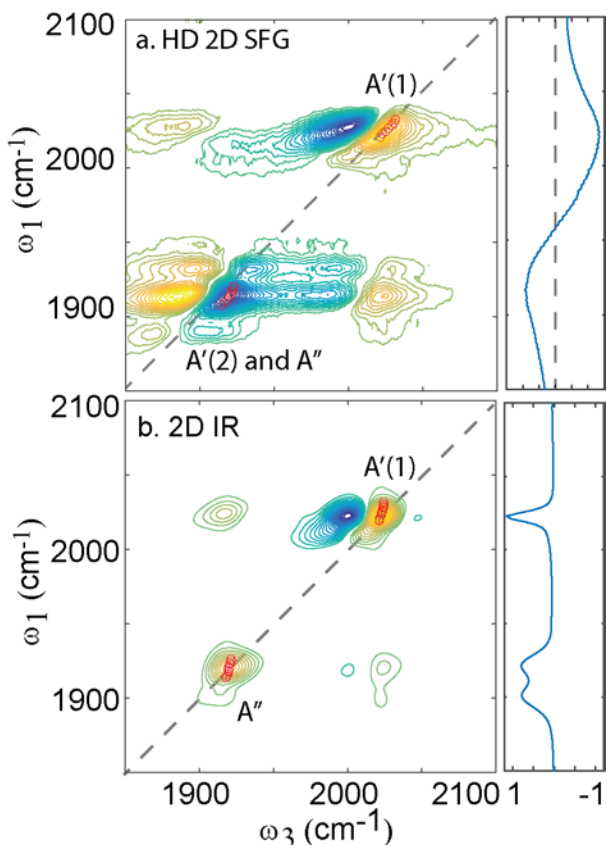 2100
a. HD 2D SFG
A′(1)
ω₁ (cm⁻¹)
2000
1900
A′(2) and A″
2100
b. 2D IR
A′(1)
ω₁ (cm⁻¹)
2000
1900
A″
1900 2000 2100
1 -1
ω₃ (cm⁻¹)